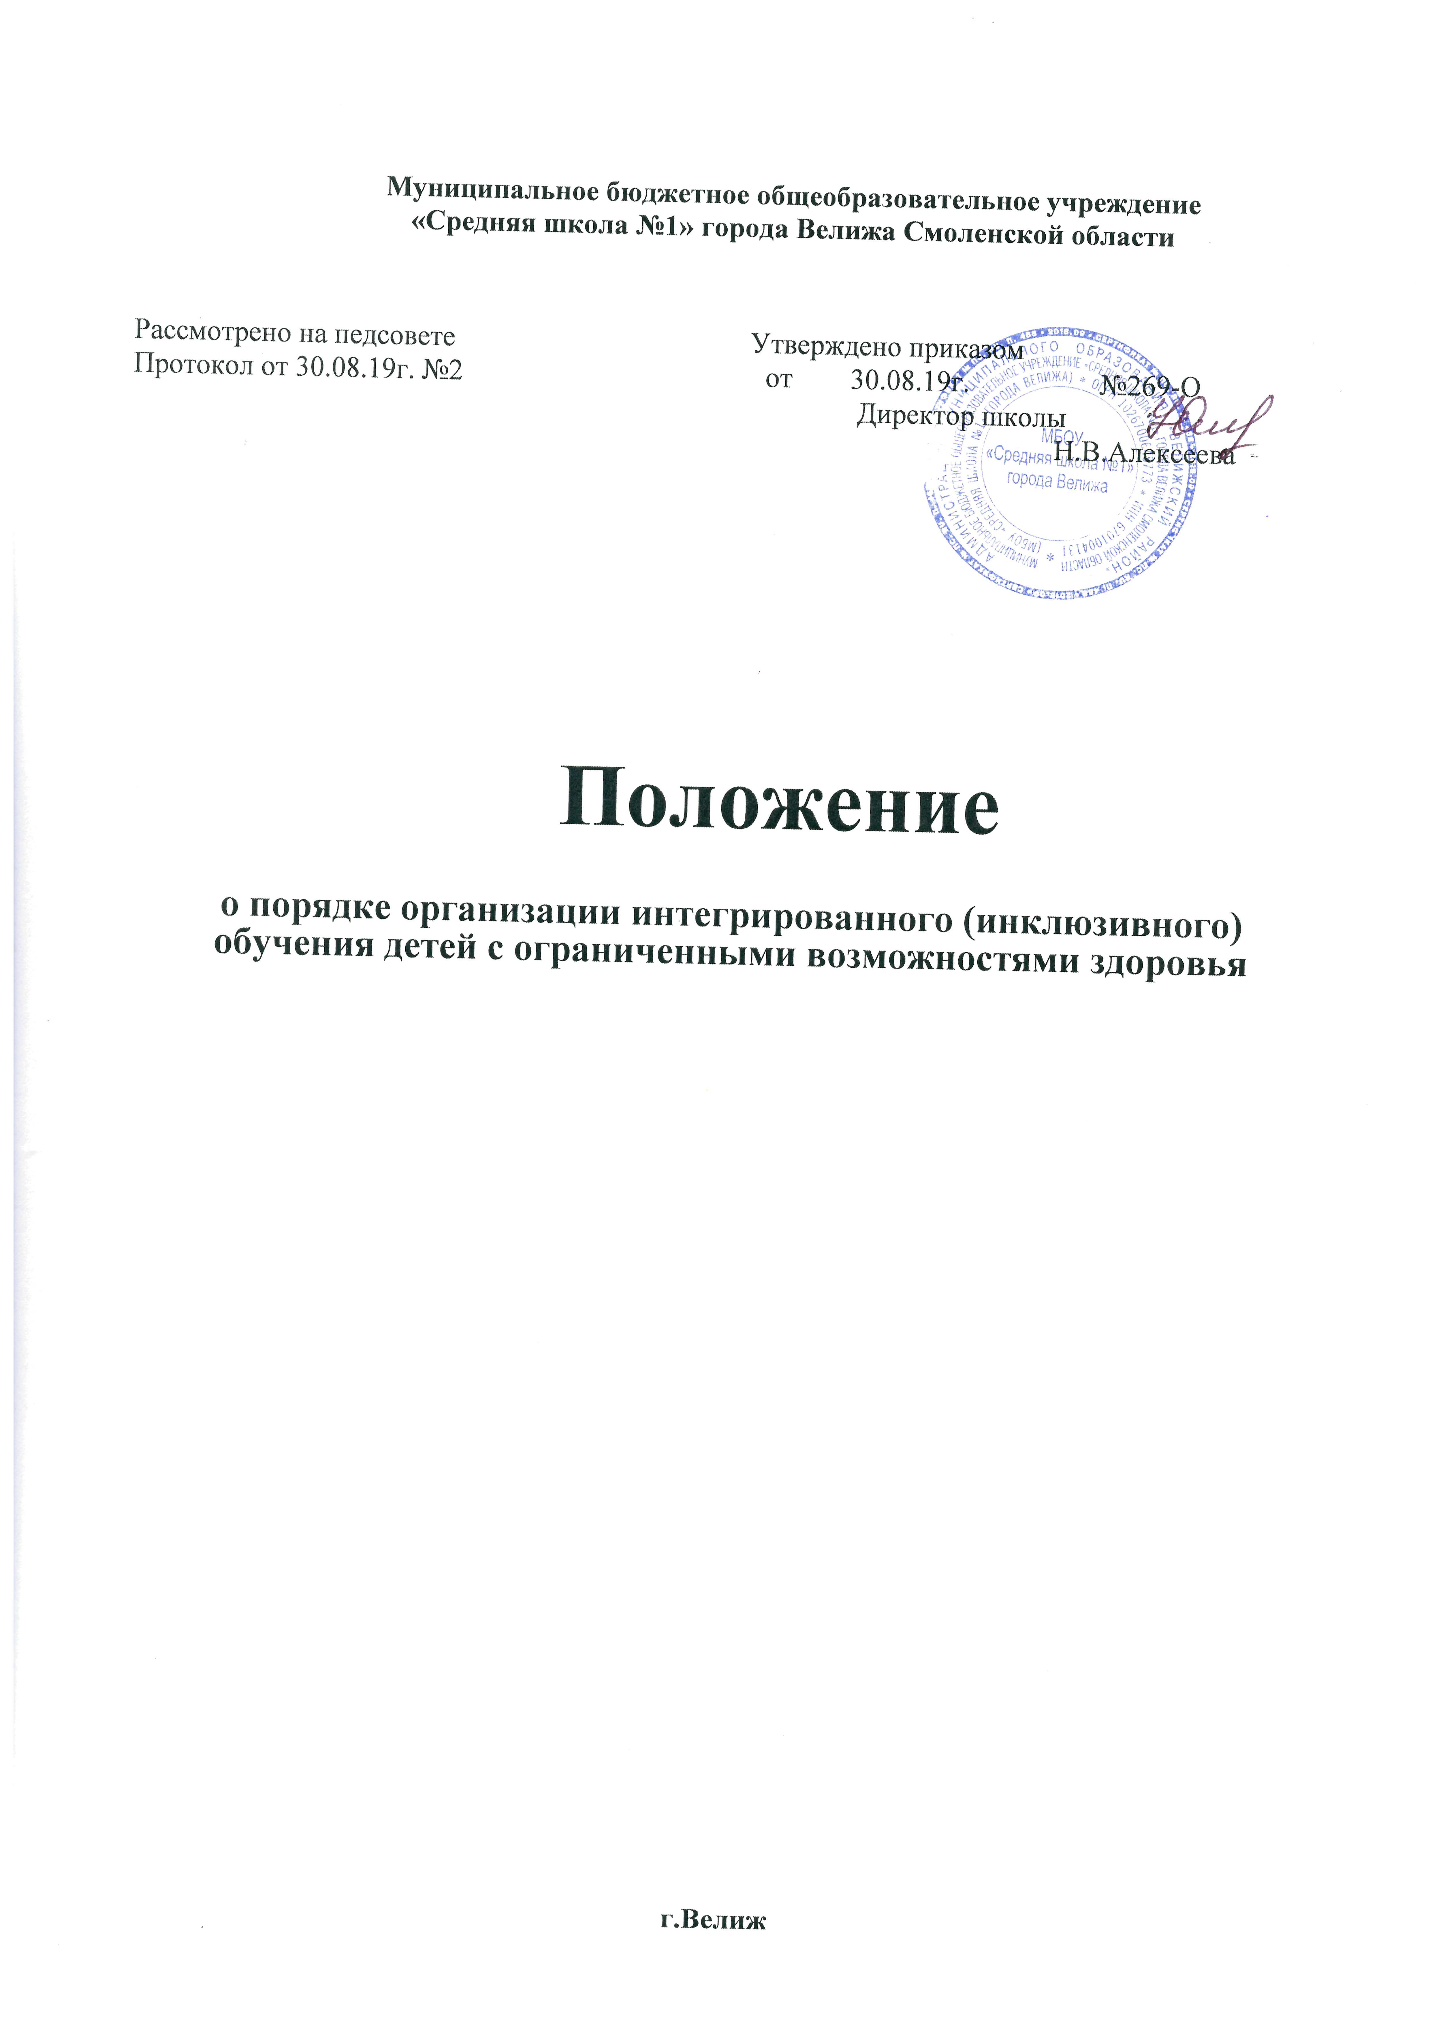 Муниципальное бюджетное общеобразовательное учреждение
«Средняя школа №1» города Велижа Смоленской области
Рассмотрено на педсовете
Протокол от 30.08.19г. №2
Утверждено приказом
от 30.08.19г. №269-О
Директор школы
Н.В.Алексеева
МБОУ
«Средняя школа №1»
города Велижа
Положение
о порядке организации интегрированного (инклюзивного)
обучения детей с ограниченными возможностями здоровья
г.Велиж